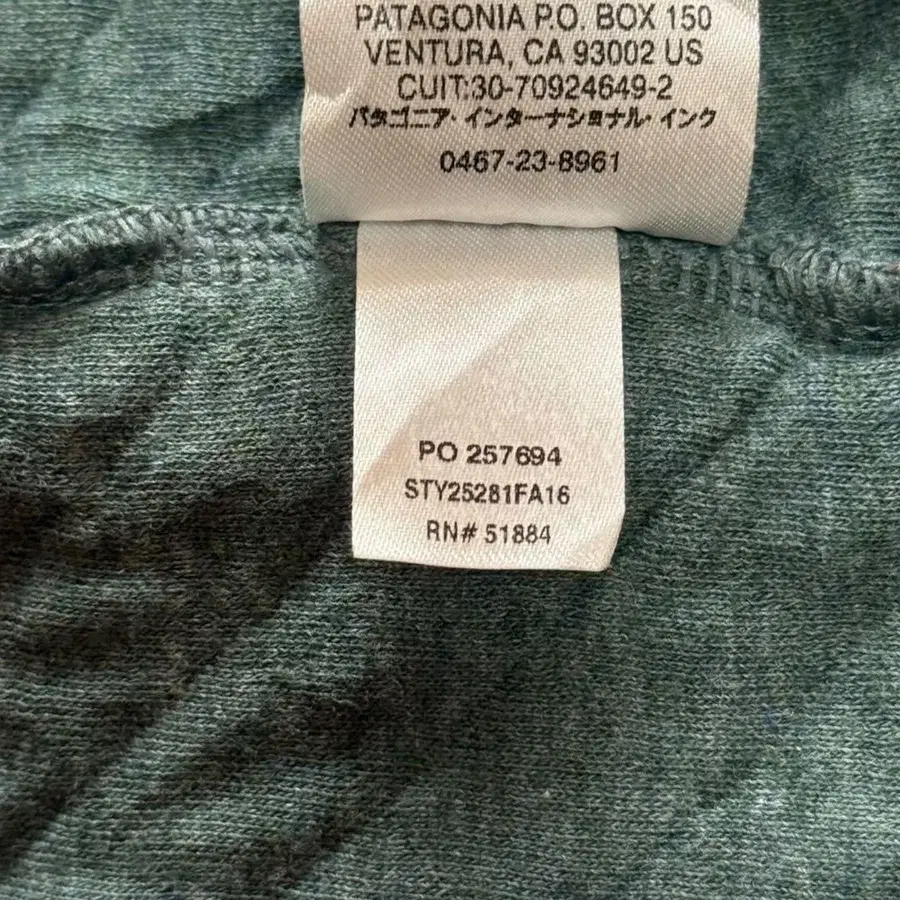 PATAGONIA P.O. BOX 150
VENTURA, CA 93002 US
CUIT:30-70924649-2
パタゴニア・インターナショナル・インク
0467-23-8961
PO 257694
STY25281FA16
RN# 51884